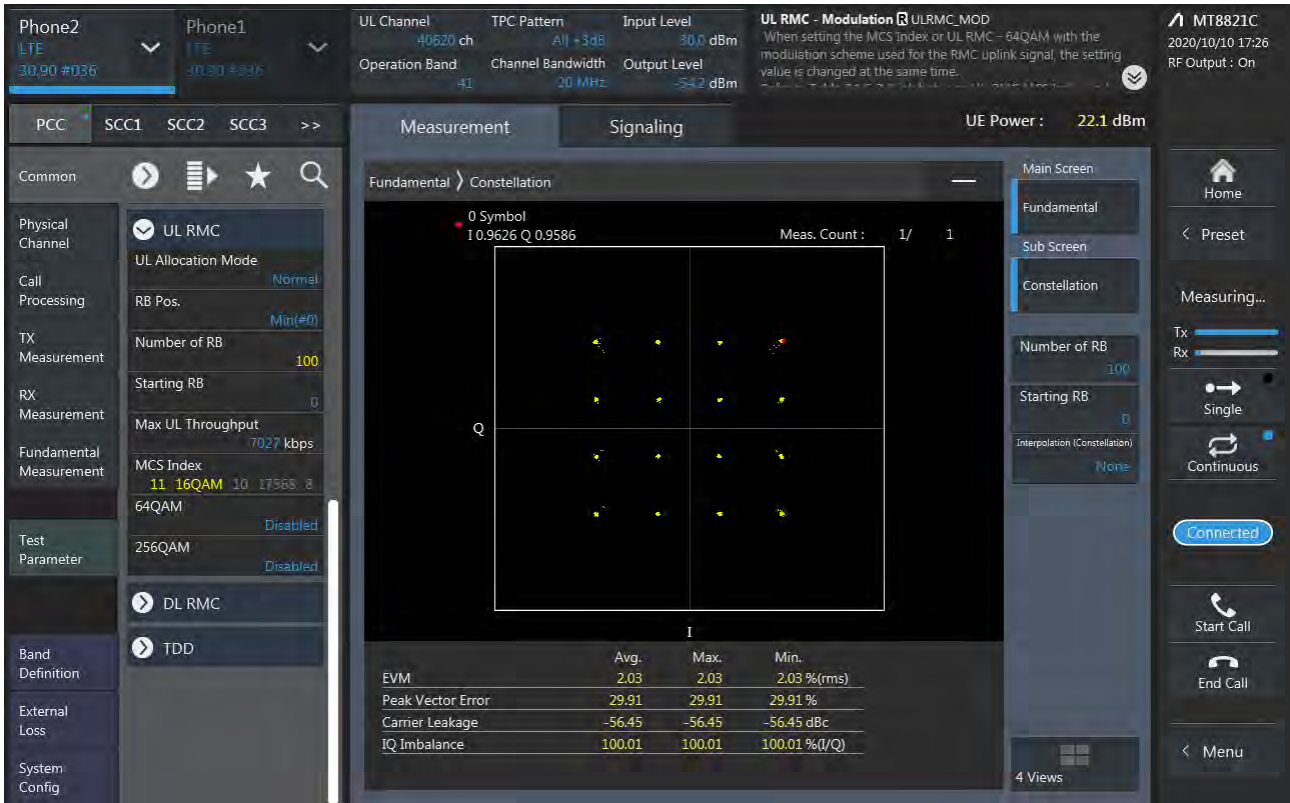 Phone2
LTE
30.90 #036
Phone1
LTE
UL Channel
40620 ch
Operation Band
41
TPC Pattern
All +3dB
Channel Bandwidth
20 MHz
Input Level
30.0 dBm
Output Level
-54.2 dBm
UL RMC - Modulation R ULRMC_MOD
When setting the MCS Index or UL RMC - 64QAM with the
modulation scheme used for the RMC uplink signal, the setting
value is changed at the same time.
MT8821C
2020/10/10 17:26
RF Output : On
PCC SCC1 SCC2 SCC3 >>
Measurement
Signaling
UE Power : 22.1 dBm
Common
Physical
Channel
Call
Processing
TX
Measurement
RX
Measurement
Fundamental
Measurement
Test
Parameter
Band
Definition
External
Loss
System
Config
UL RMC
UL Allocation Mode
Normal
RB Pos.
Min(#0)
Number of RB
100
Starting RB
0
Max UL Throughput
7027 kbps
MCS Index
11 16QAM 10 17568 8
64QAM
Disabled
256QAM
Disabled
DL RMC
TDD
Fundamental 〉 Constellation
0 Symbol
I 0.9626 Q 0.9586
Meas. Count : 1/ 1
Q
I
Avg. Max. Min.
EVM 2.03 2.03 2.03 %(rms)
Peak Vector Error 29.91 29.91 29.91 %
Carrier Leakage -56.45 -56.45 -56.45 dBc
IQ Imbalance 100.01 100.01 100.01 %(I/Q)
Main Screen
Fundamental
Sub Screen
Constellation
Number of RB
100
Starting RB
0
Interpolation (Constellation)
None
4 Views
Home
< Preset
Measuring...
Tx
Rx
Single
Continuous
Connected
Start Call
End Call
< Menu